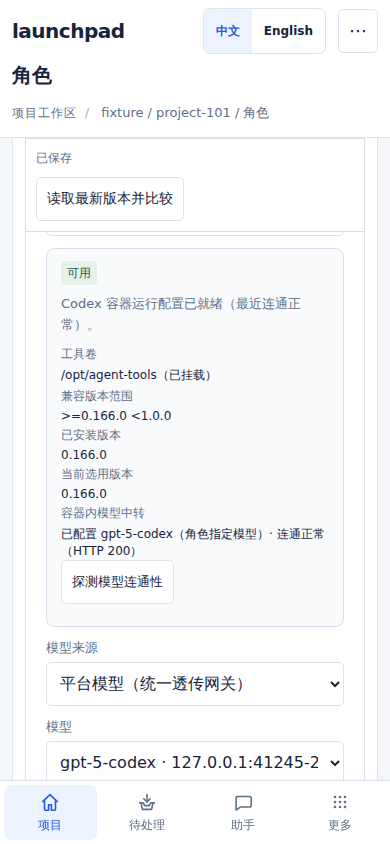 launchpad
中文
English
···
角色
项目工作区 / fixture / project-101 / 角色
已保存
读取最新版本并比较
可用
Codex 容器运行配置已就绪（最近连通正
常）。
工具卷
/opt/agent-tools（已挂载）
兼容版本范围
>=0.166.0 <1.0.0
已安装版本
0.166.0
当前选用版本
0.166.0
容器内模型中转
已配置 gpt-5-codex（角色指定模型）· 连通正常
（HTTP 200）
探测模型连通性
模型来源
平台模型（统一透传网关）
模型
gpt-5-codex · 127.0.0.1:41245-2
项目
待处理
助手
更多